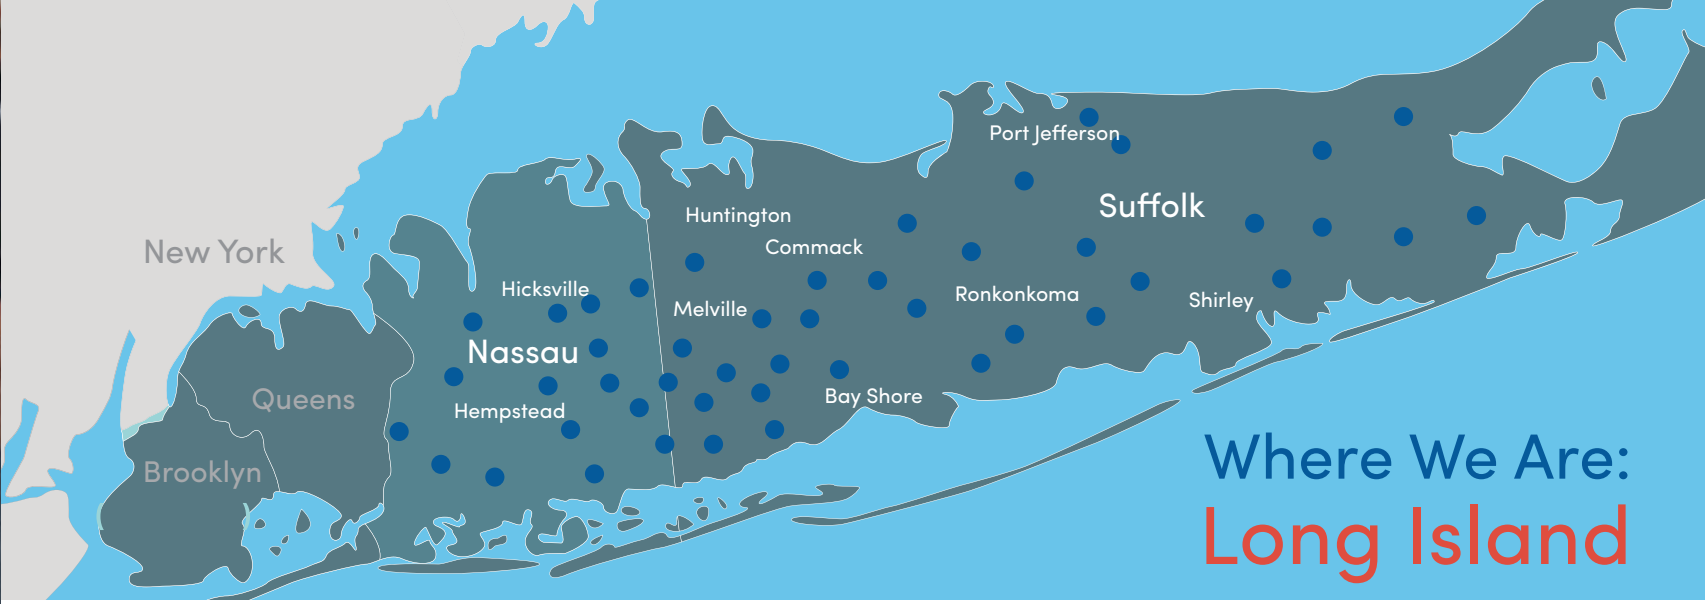 Port Jefferson
Suffolk
Huntington
Commack
New York
Hicksville
Melville
Ronkonkoma
Shirley
Nassau
Queens
Hempstead
Bay Shore
Brooklyn
Where We Are:
Long Island